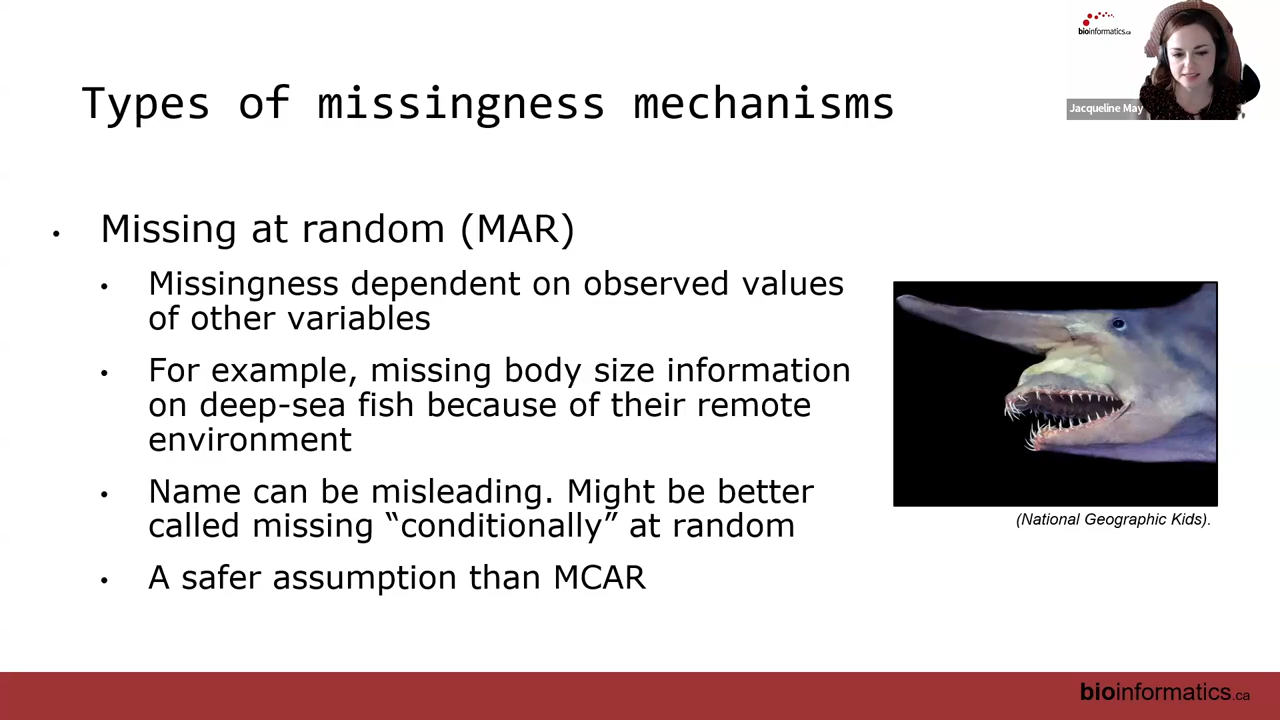 bioinformatics.ca
Jacqueline May
Types of missingness mechanisms
• Missing at random (MAR)
• Missingness dependent on observed values
of other variables
• For example, missing body size information
on deep-sea fish because of their remote
environment
• Name can be misleading. Might be better
called missing “conditionally” at random
• A safer assumption than MCAR
(National Geographic Kids).
bioinformatics.ca